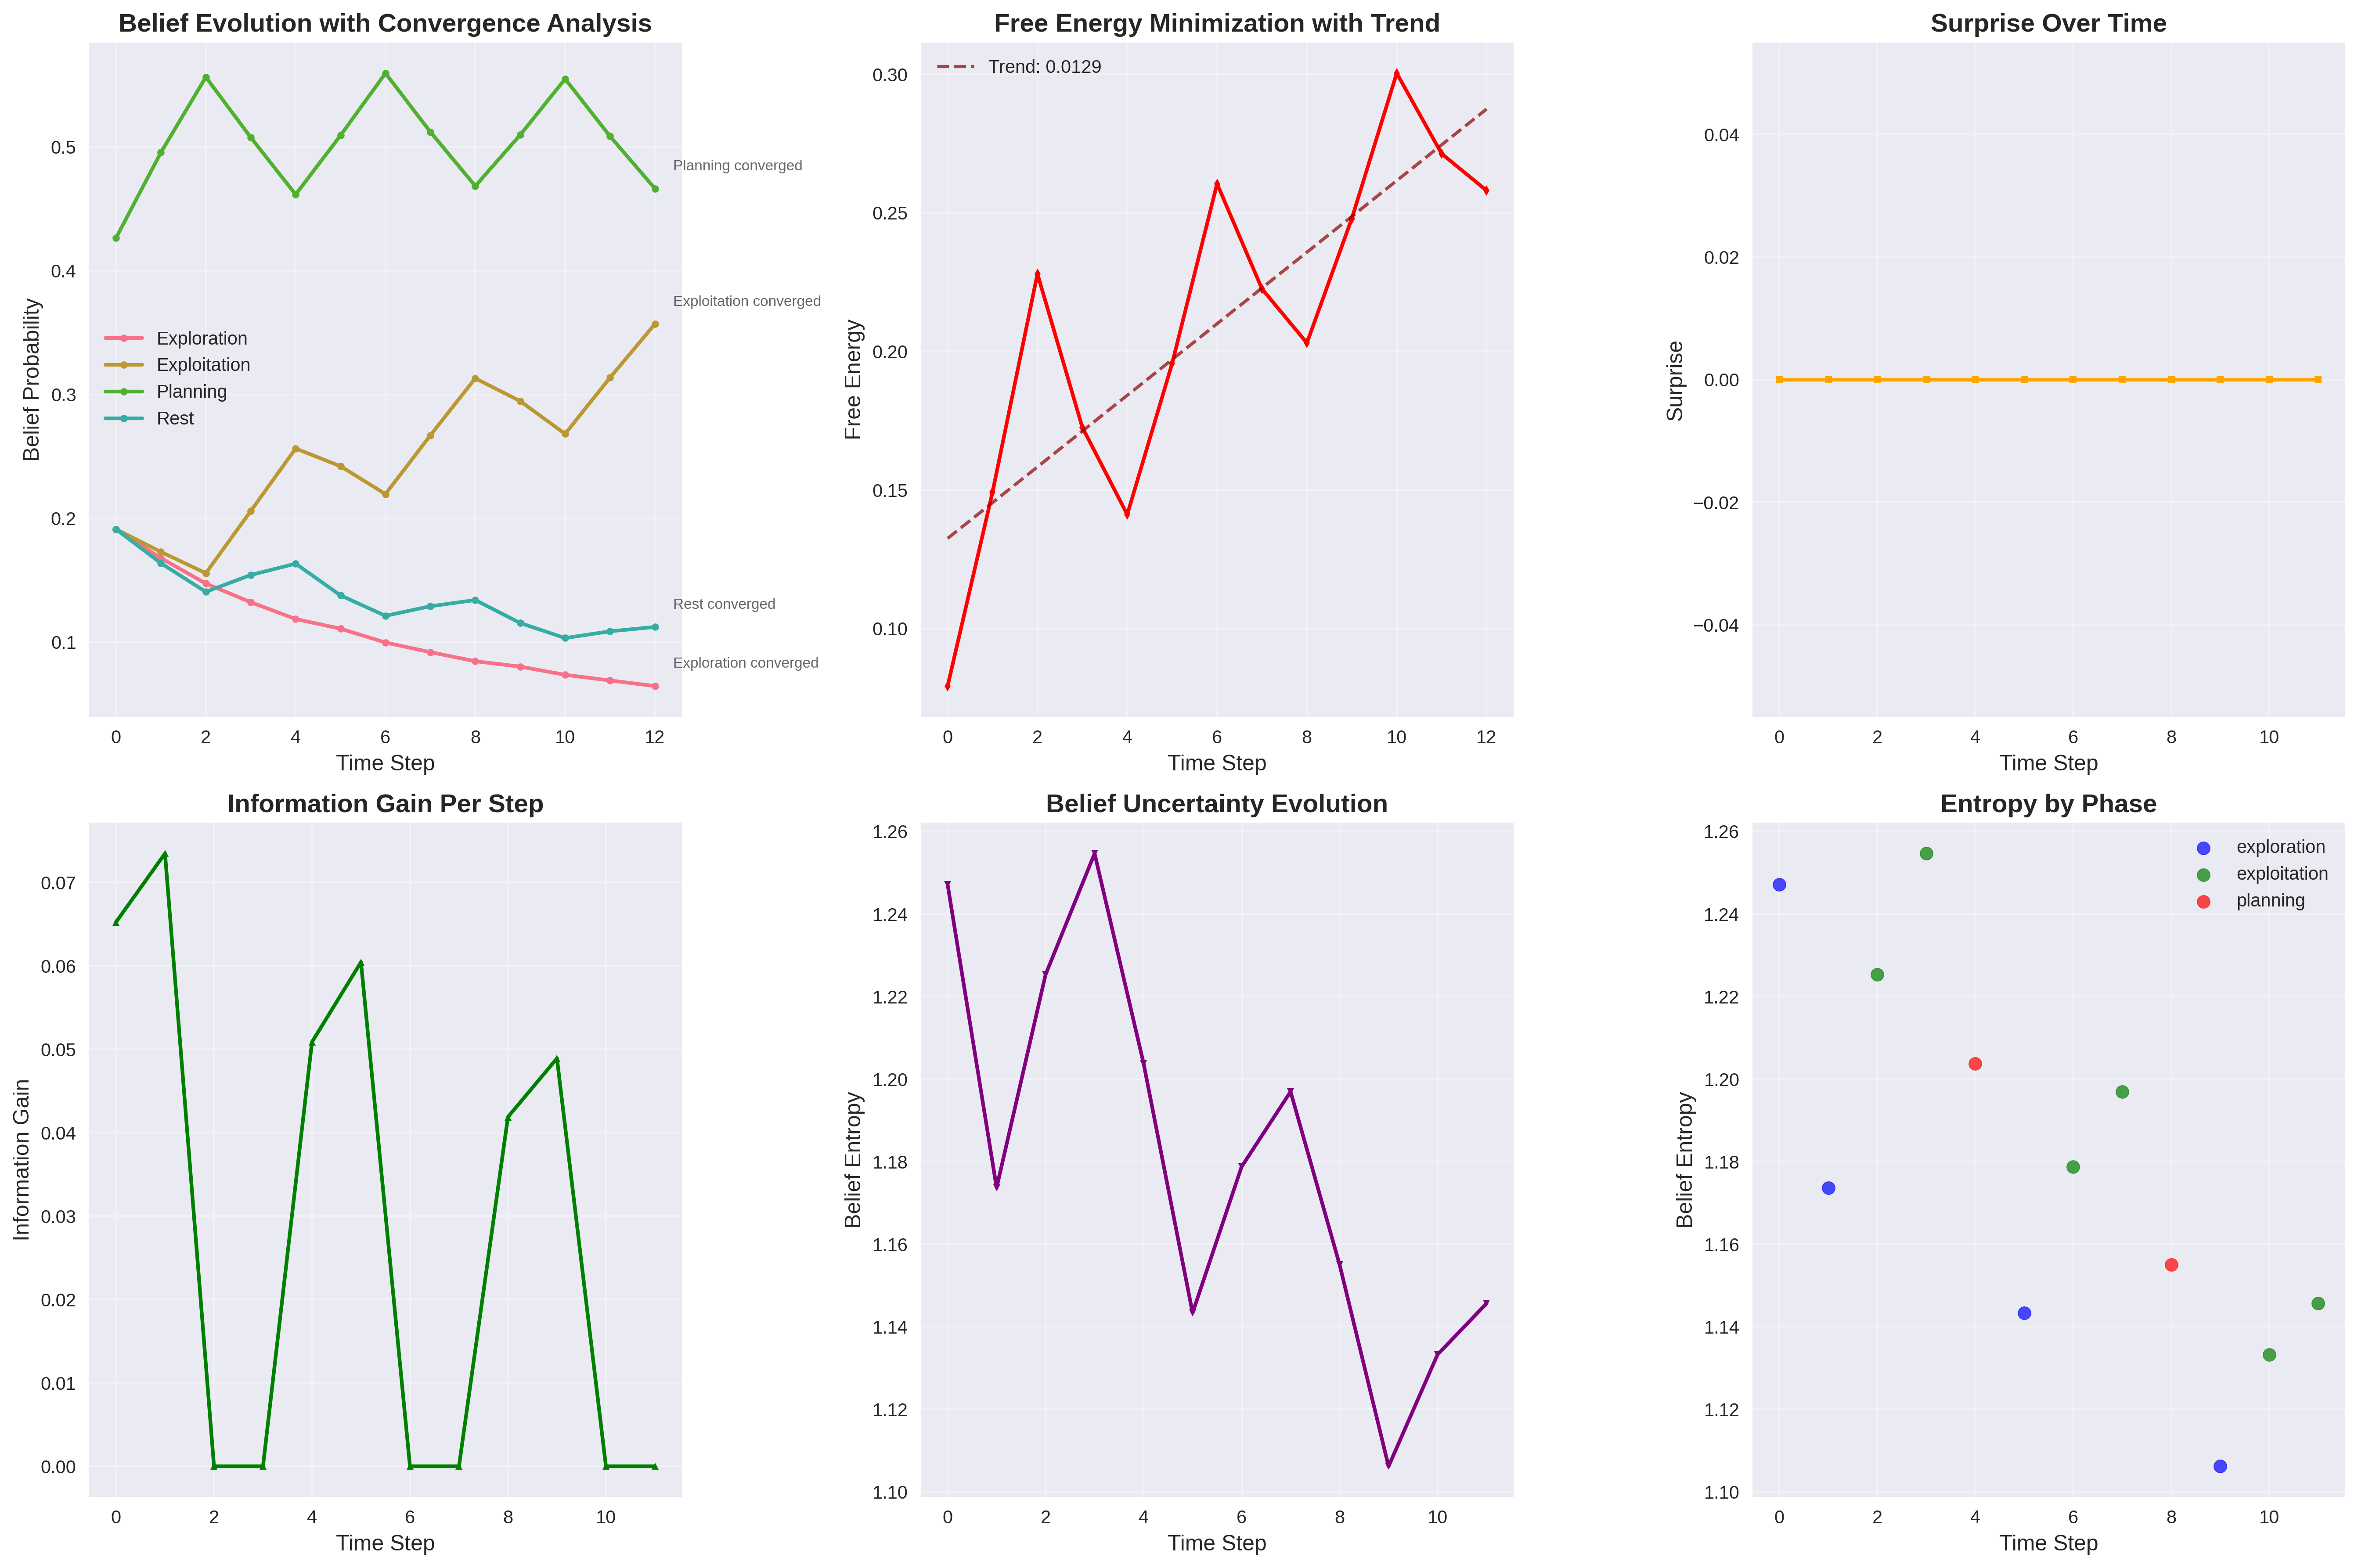 Belief Evolution with Convergence Analysis
Belief Probability
0.5
0.4
0.3
0.2
0.1
Exploration
Exploitation
Planning
Rest
Planning converged
Exploitation converged
Rest converged
Exploration converged
0 2 4 6 8 10 12
Time Step
Free Energy Minimization with Trend
Free Energy
0.30
0.25
0.20
0.15
0.10
Trend: 0.0129
0 2 4 6 8 10 12
Time Step
Surprise Over Time
Surprise
0.04
0.02
0.00
−0.02
−0.04
0 2 4 6 8 10
Time Step
Information Gain Per Step
Information Gain
0.07
0.06
0.05
0.04
0.03
0.02
0.01
0.00
0 2 4 6 8 10
Time Step
Belief Uncertainty Evolution
Belief Entropy
1.26
1.24
1.22
1.20
1.18
1.16
1.14
1.12
1.10
0 2 4 6 8 10
Time Step
Entropy by Phase
Belief Entropy
1.26
1.24
1.22
1.20
1.18
1.16
1.14
1.12
1.10
exploration
exploitation
planning
0 2 4 6 8 10
Time Step